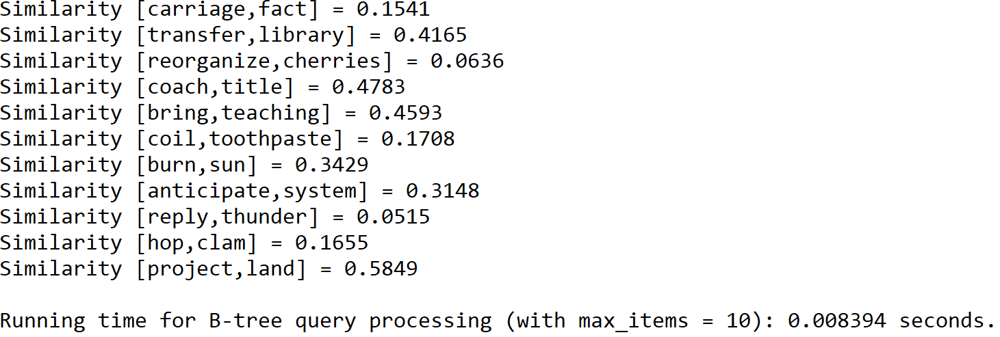 Similarity [carriage,fact] = 0.1541
Similarity [transfer,library] = 0.4165
Similarity [reorganize,cherries] = 0.0636
Similarity [coach,title] = 0.4783
Similarity [bring,teaching] = 0.4593
Similarity [coil,toothpaste] = 0.1708
Similarity [burn,sun] = 0.3429
Similarity [anticipate,system] = 0.3148
Similarity [reply,thunder] = 0.0515
Similarity [hop,clam] = 0.1655
Similarity [project,land] = 0.5849
Running time for B-tree query processing (with max_items = 10): 0.008394 seconds.